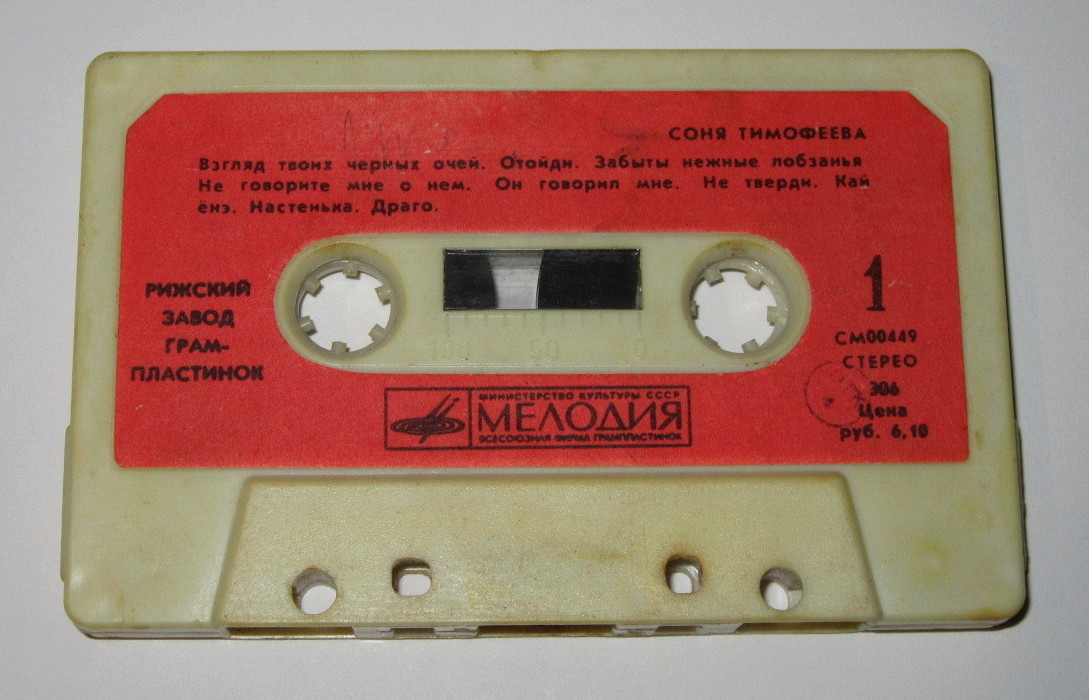 СОНЯ ТИМОФЕЕВА
Взгляд твоих черных очей. Отойди. Забыты нежные лобзанья
Не говорите мне о нем. Он говорил мне. Не тверди. Кай
ёнэ. Настенька. Драго.
РИЖСКИЙ
ЗАВОД
ГРАМ-
ПЛАСТИНОК
1
СМ00449
СТЕРЕО
306
Цена
руб. 6,10
100 50 0
МИНИСТЕРСТВО КУЛЬТУРЫ СССР
МЕЛОДИЯ
ВСЕСОЮЗНАЯ ФИРМА ГРАМПЛАСТИНОК